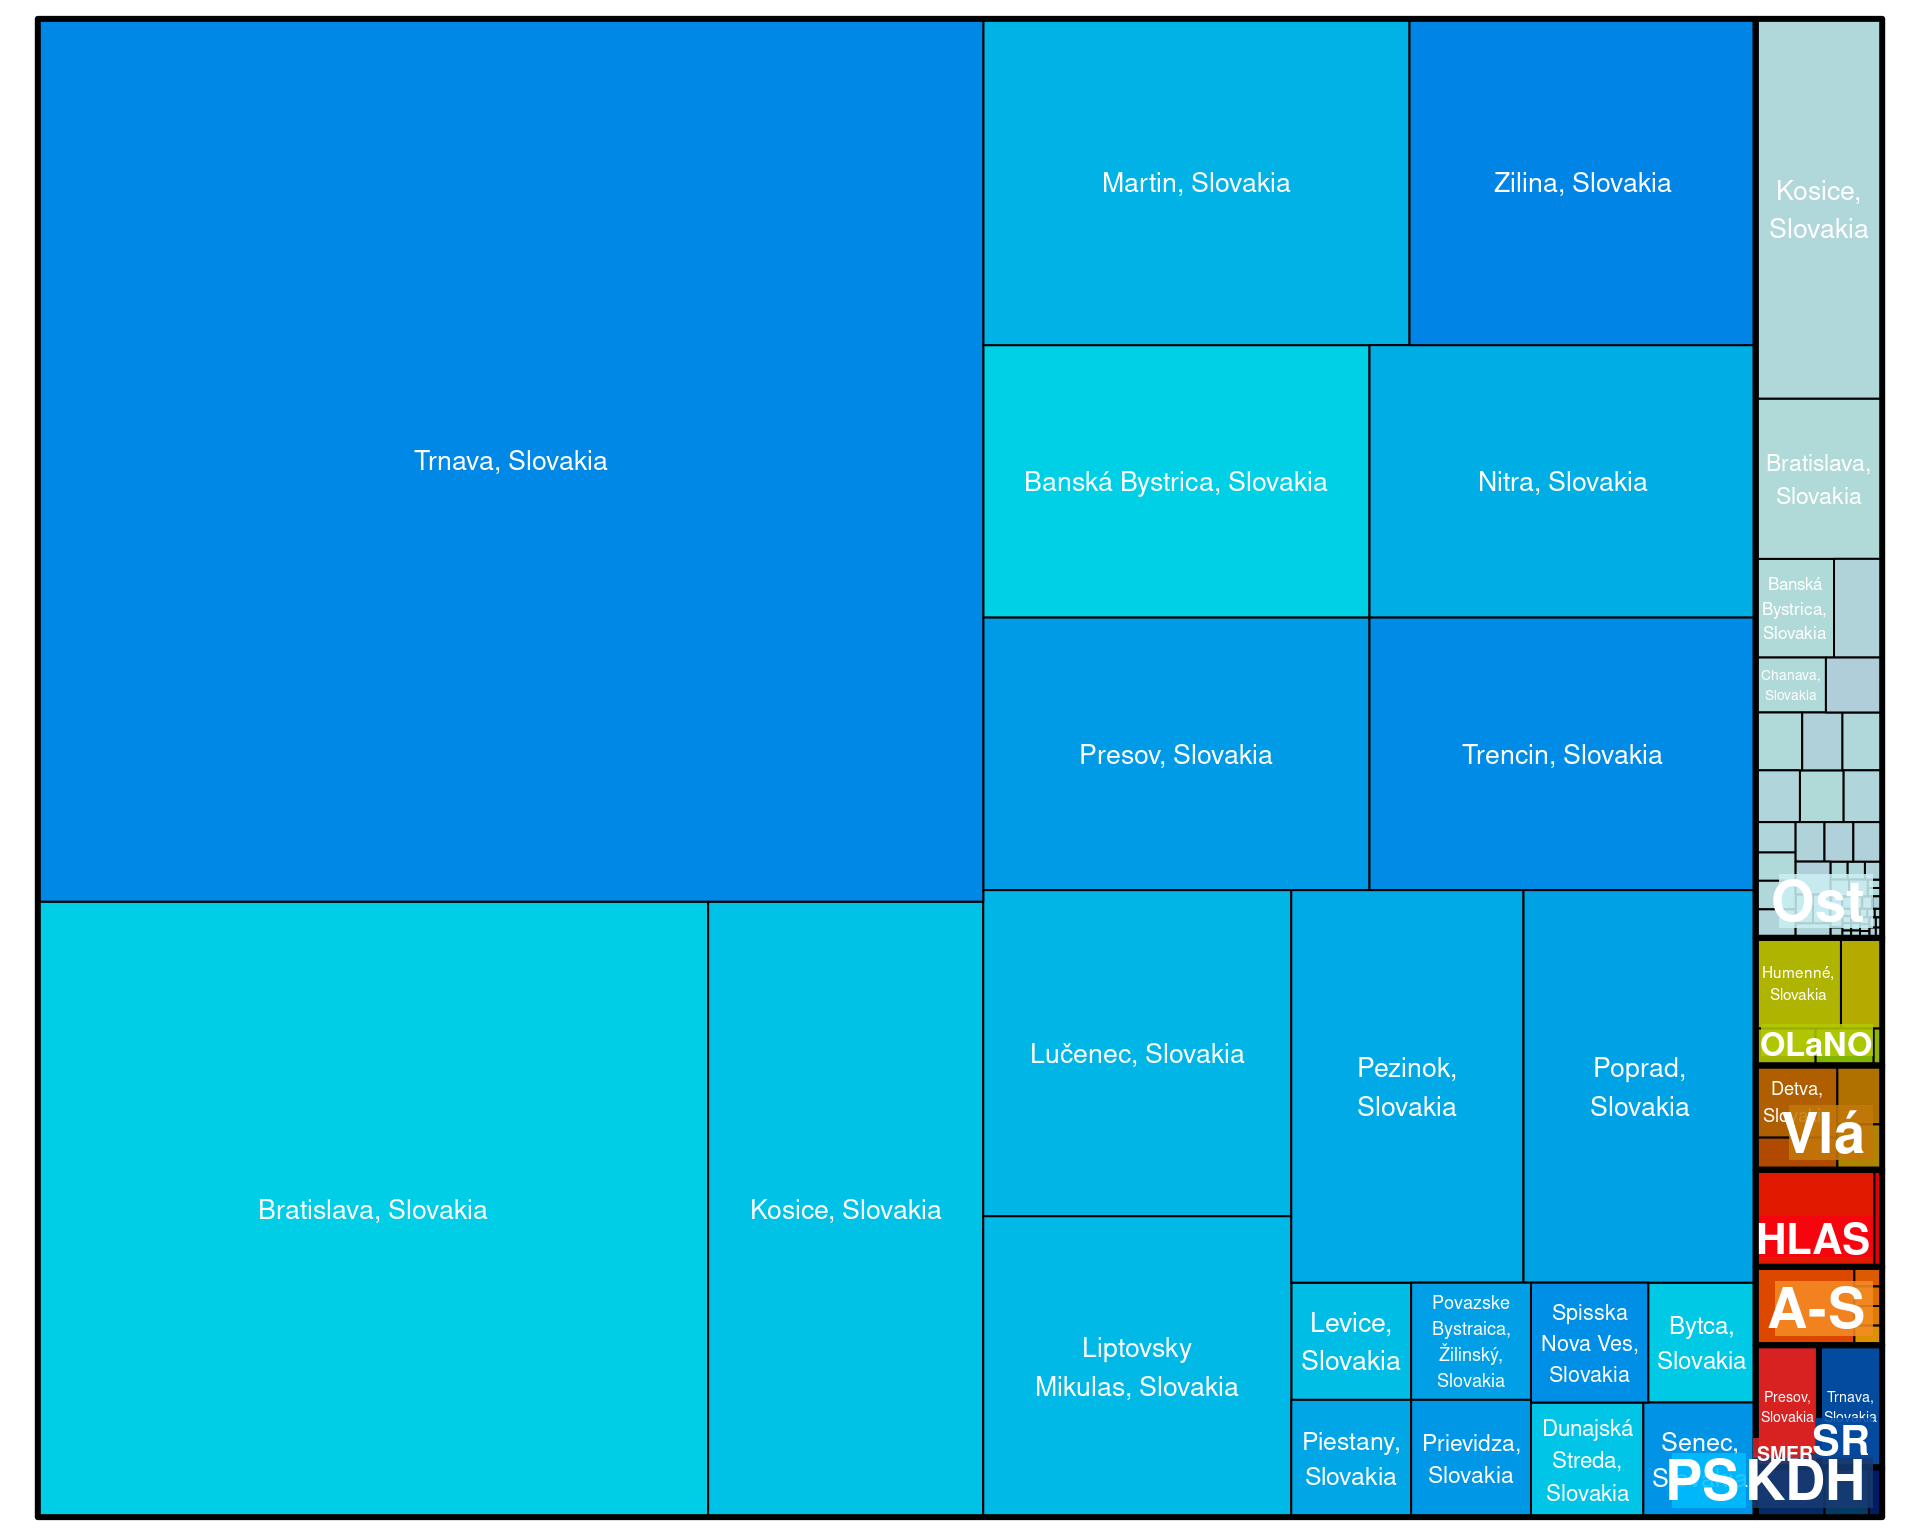 Trnava, Slovakia
Martin, Slovakia
Zilina, Slovakia
Banská Bystrica, Slovakia
Nitra, Slovakia
Presov, Slovakia
Trencin, Slovakia
Bratislava, Slovakia
Kosice, Slovakia
Lučenec, Slovakia
Liptovsky
Mikulas, Slovakia
Pezinok,
Slovakia
Poprad,
Slovakia
Levice,
Slovakia
Povazske
Bystraica,
Žilinský,
Slovakia
Spisska
Nova Ves,
Slovakia
Bytca,
Slovakia
Piestany,
Slovakia
Prievidza,
Slovakia
Dunajská
Streda,
Slovakia
Senec,
PS
Kosice,
Slovakia
Bratislava,
Slovakia
Banská
Bystrica,
Slovakia
Chanava,
Slovakia
Ost
Humenné,
Slovakia
OLaNO
Detva,
Vlá
HLAS
A-S
Presov,
Slovakia
SMER
Trnava,
Slovakia
SR
KDH